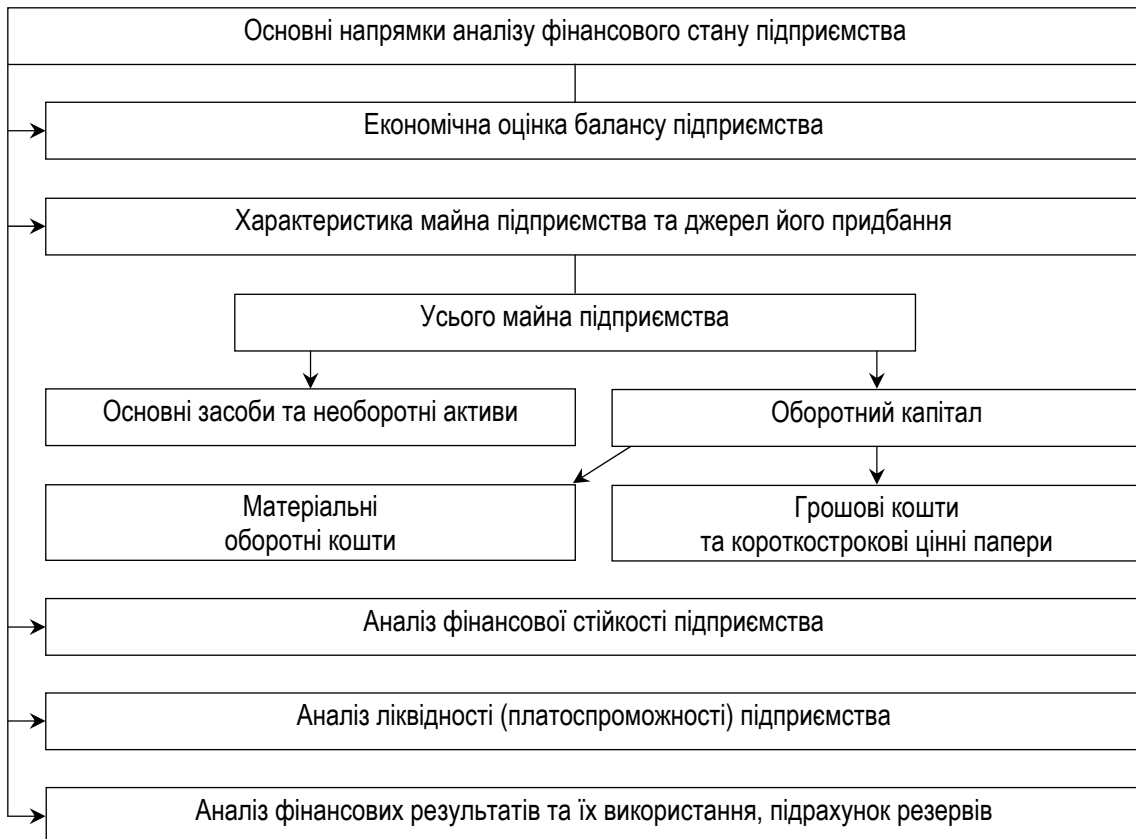 Основні напрямки аналізу фінансового стану підприємства
Економічна оцінка балансу підприємства
Характеристика майна підприємства та джерел його придбання
Усього майна підприємства
Основні засоби та необоротні активи
Оборотний капітал
Матеріальні
оборотні кошти
Грошові кошти
та короткострокові цінні папери
Аналіз фінансової стійкості підприємства
Аналіз ліквідності (платоспроможності) підприємства
Аналіз фінансових результатів та їх використання, підрахунок резервів